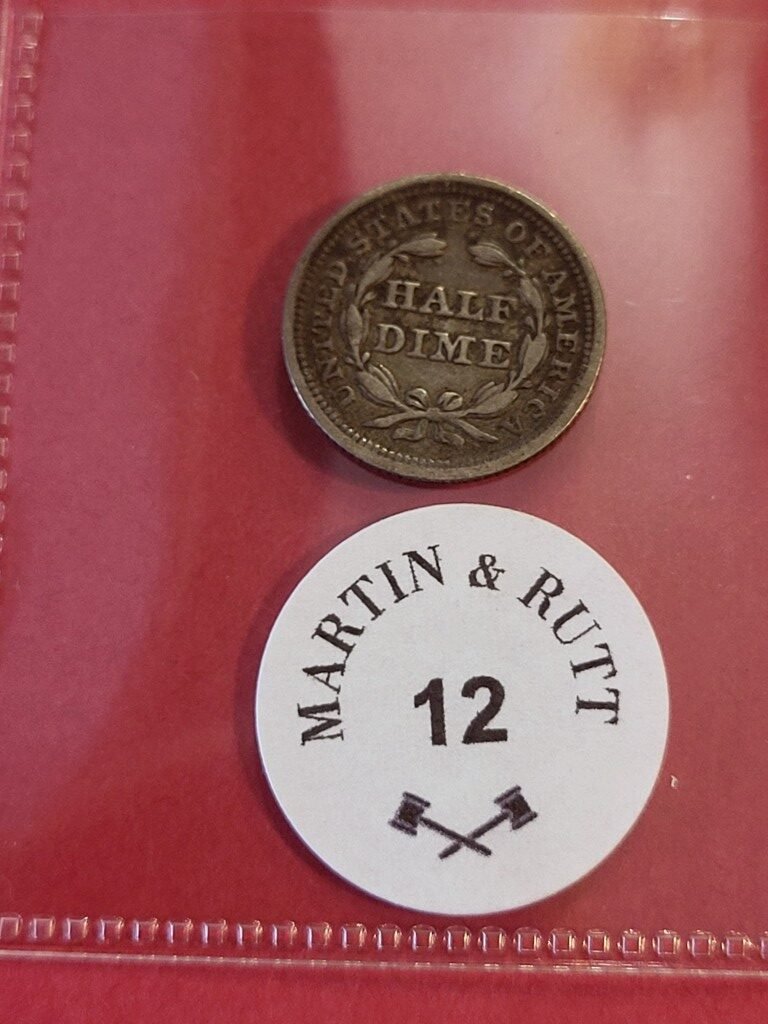 UNITED STATES OF AMERICA
HALF
DIME
MARTIN & RUTT
12